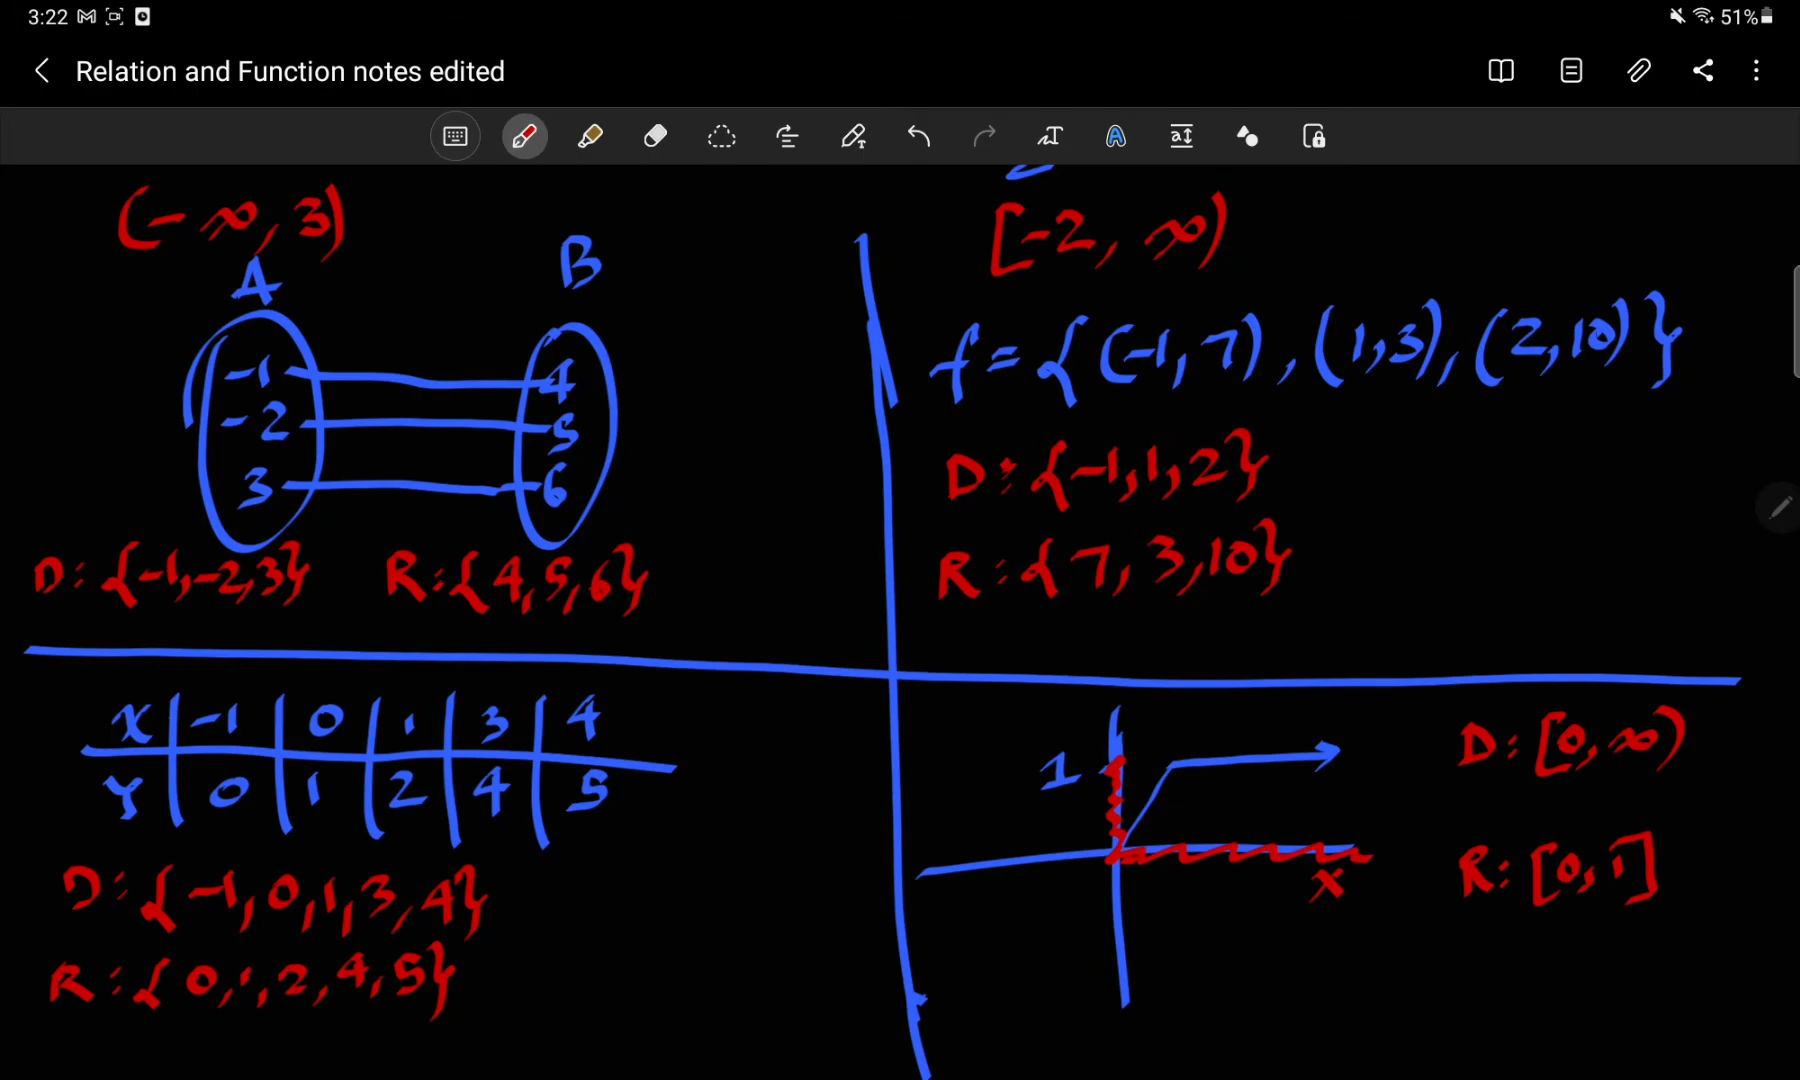 3:22 51%
Relation and Function notes edited
(-∞, 3)
A B
-1 4
-2 5
3 6
D: {-1, -2, 3} R: {4, 5, 6}
[-2, ∞)
f = {(-1, 7), (1, 3), (2, 10)}
D: {-1, 1, 2}
R: {7, 3, 10}
X | -1 | 0 | 1 | 3 | 4
Y | 0 | 1 | 2 | 4 | 5
D: {-1, 0, 1, 3, 4}
R: {0, 1, 2, 4, 5}
1
X
D: [0, ∞)
R: [0, 1]